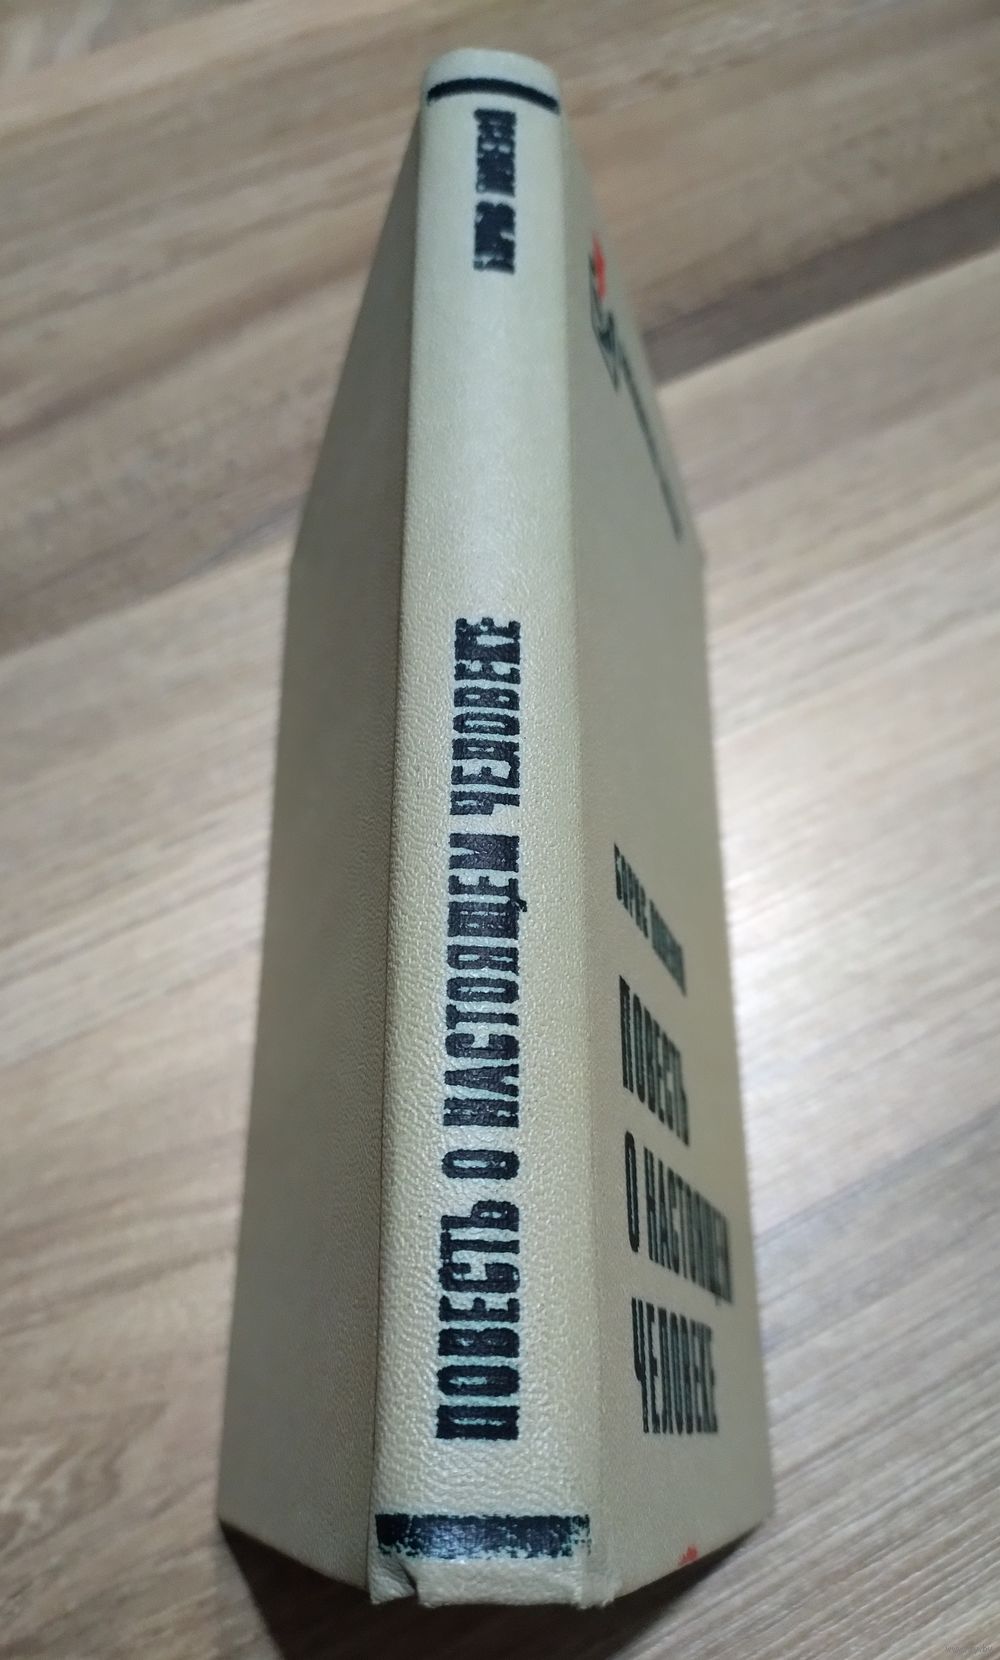 БОРИС ПОЛЕВОЙ
ПОВЕСТЬ О НАСТОЯЩЕМ ЧЕЛОВЕКЕ
БОРИС ПОЛЕВОЙ
ПОВЕСТЬ
О НАСТОЯЩЕМ
ЧЕЛОВЕКЕ